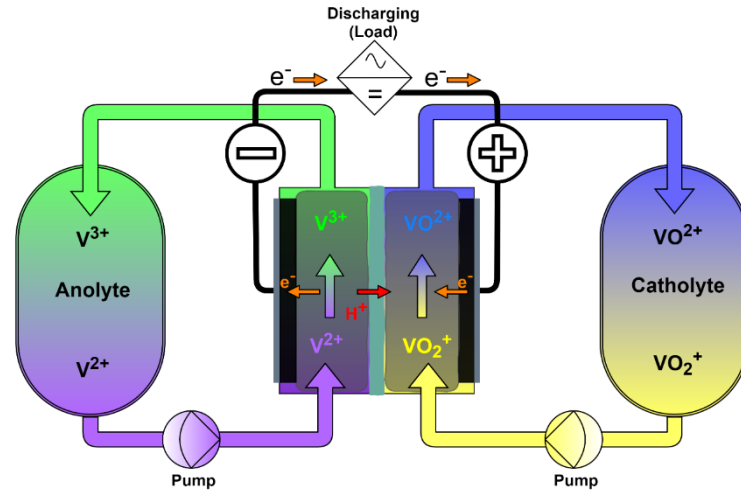 Discharging
(Load)
e⁻
e⁻
=
V³⁺
Anolyte
V²⁺
V³⁺
VO²⁺
e⁻
H⁺
e⁻
V²⁺
VO₂⁺
VO²⁺
Catholyte
VO₂⁺
Pump
Pump